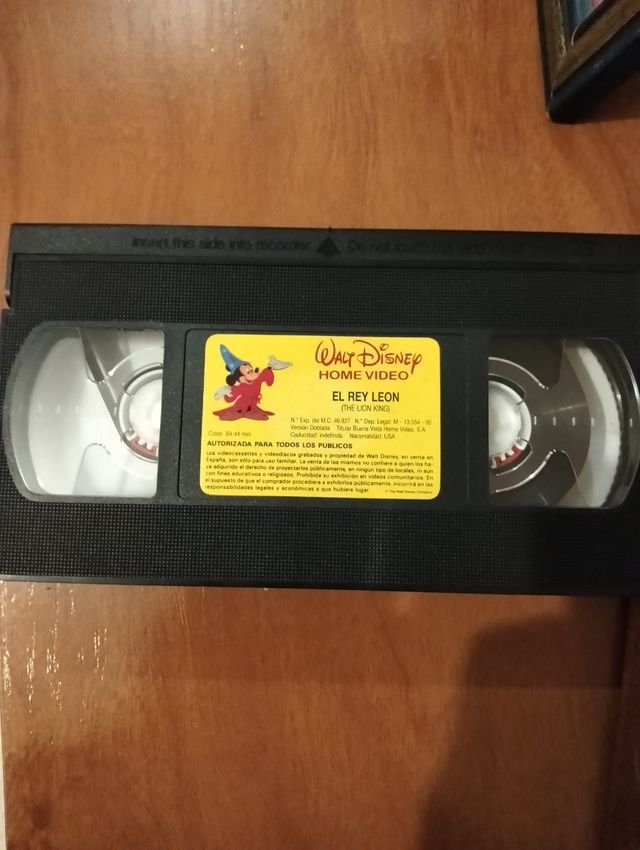 Insert this side into recorder Do not touch the tape inside
WALT DISNEY
HOME VIDEO
EL REY LEON
(THE LION KING)
Nº Exp. del M.C. 46.927 Nº Dep. Legal: M - 13.554 - 95
Versión Doblada Titular Buena Vista Home Video, S.A.
Color. 84:44 min. Caducidad: indefinida Nacionalidad: USA
AUTORIZADA PARA TODOS LOS PUBLICOS
Los videocassettes y videodiscos grabados y propiedad de Walt Disney, en venta en
España, son sólo para uso familiar. La venta de los mismos no confiere a quien los ha-
ya adquirido el derecho de proyectarlos públicamente, en ningún tipo de locales, ni aun
con fines educativos o religiosos. Prohibida su exhibición en videos comunitarios. En
el supuesto de que el comprador procediera a exhibirlos públicamente, incurrirá en las
responsabilidades legales y económicas a que hubiere lugar.
© The Walt Disney Company